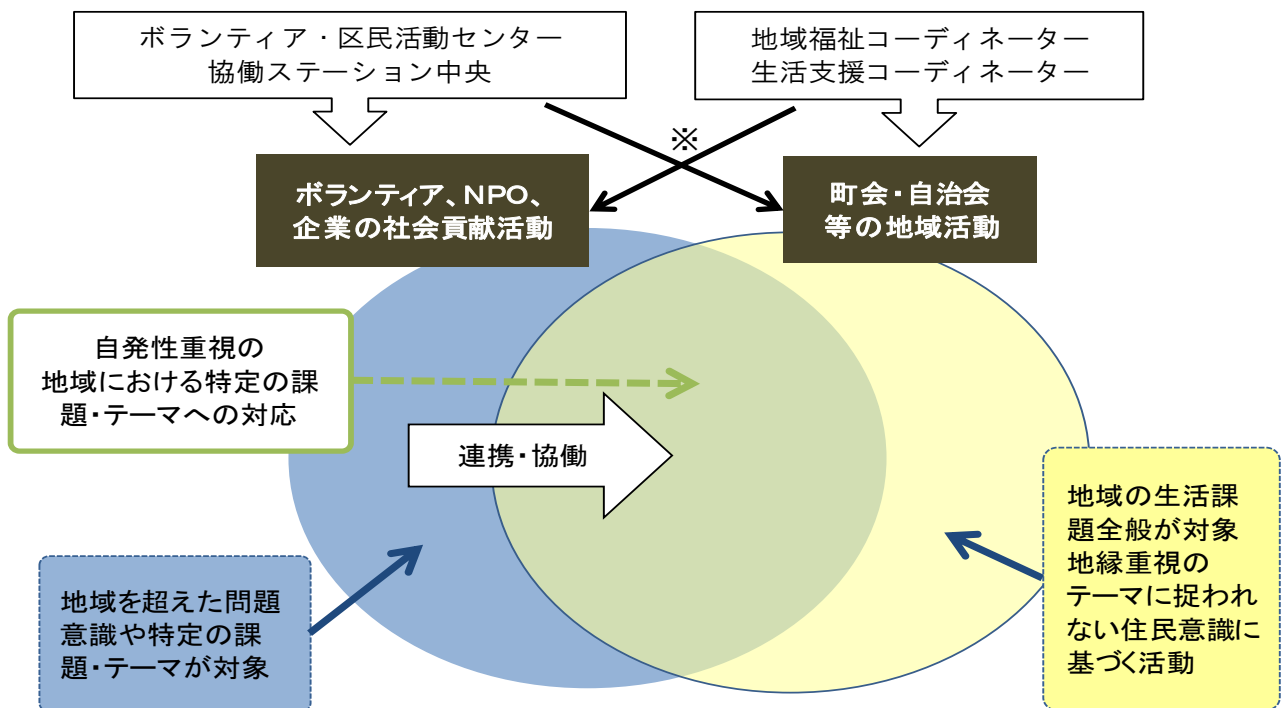 ボランティア・区民活動センター
協働ステーション中央
地域福祉コーディネーター
生活支援コーディネーター
※
ボランティア、NPO、
企業の社会貢献活動
町会・自治会
等の地域活動
自発性重視の
地域における特定の課
題・テーマへの対応
連携・協働
地域の生活課
題全般が対象
地縁重視の
テーマに捉われ
ない住民意識に
基づく活動
地域を超えた問題
意識や特定の課
題・テーマが対象